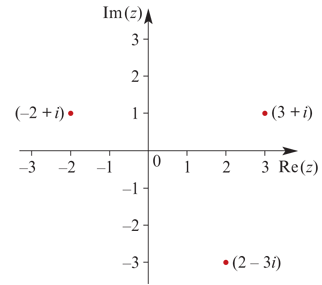 Im(z)
3
2
(–2 + i)
1
(3 + i)
–3 –2 –1 0 1 2 3 Re(z)
–1
–2
–3
(2 – 3i)